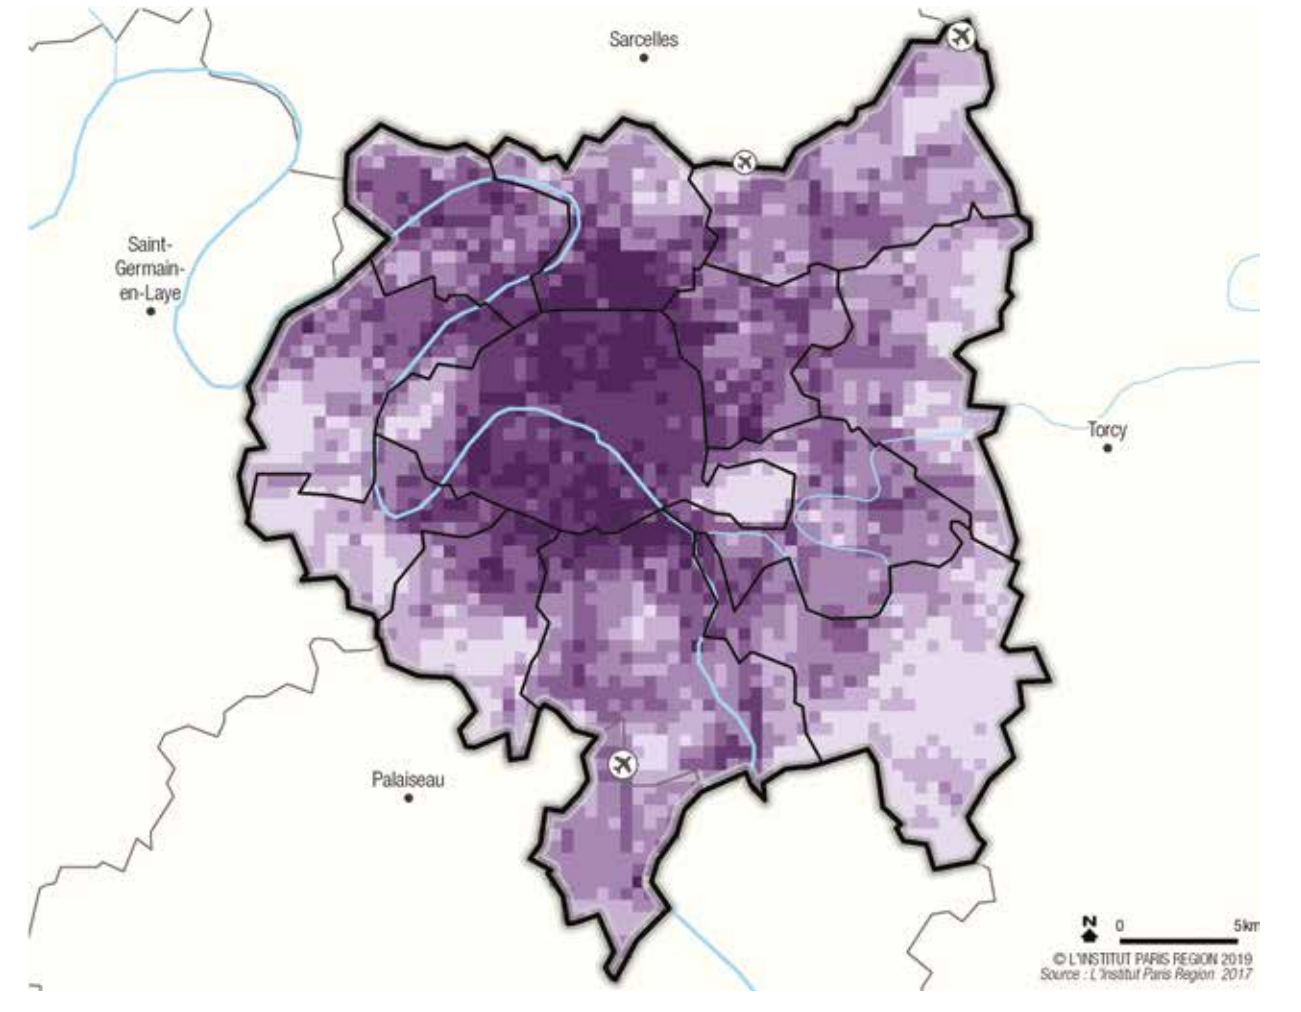 Sarcelles
Saint-
Germain-
en-Laye
Torcy
Palaiseau
N
0 5km
© L'INSTITUT PARIS REGION 2019
Source : L'Institut Paris Region 2017